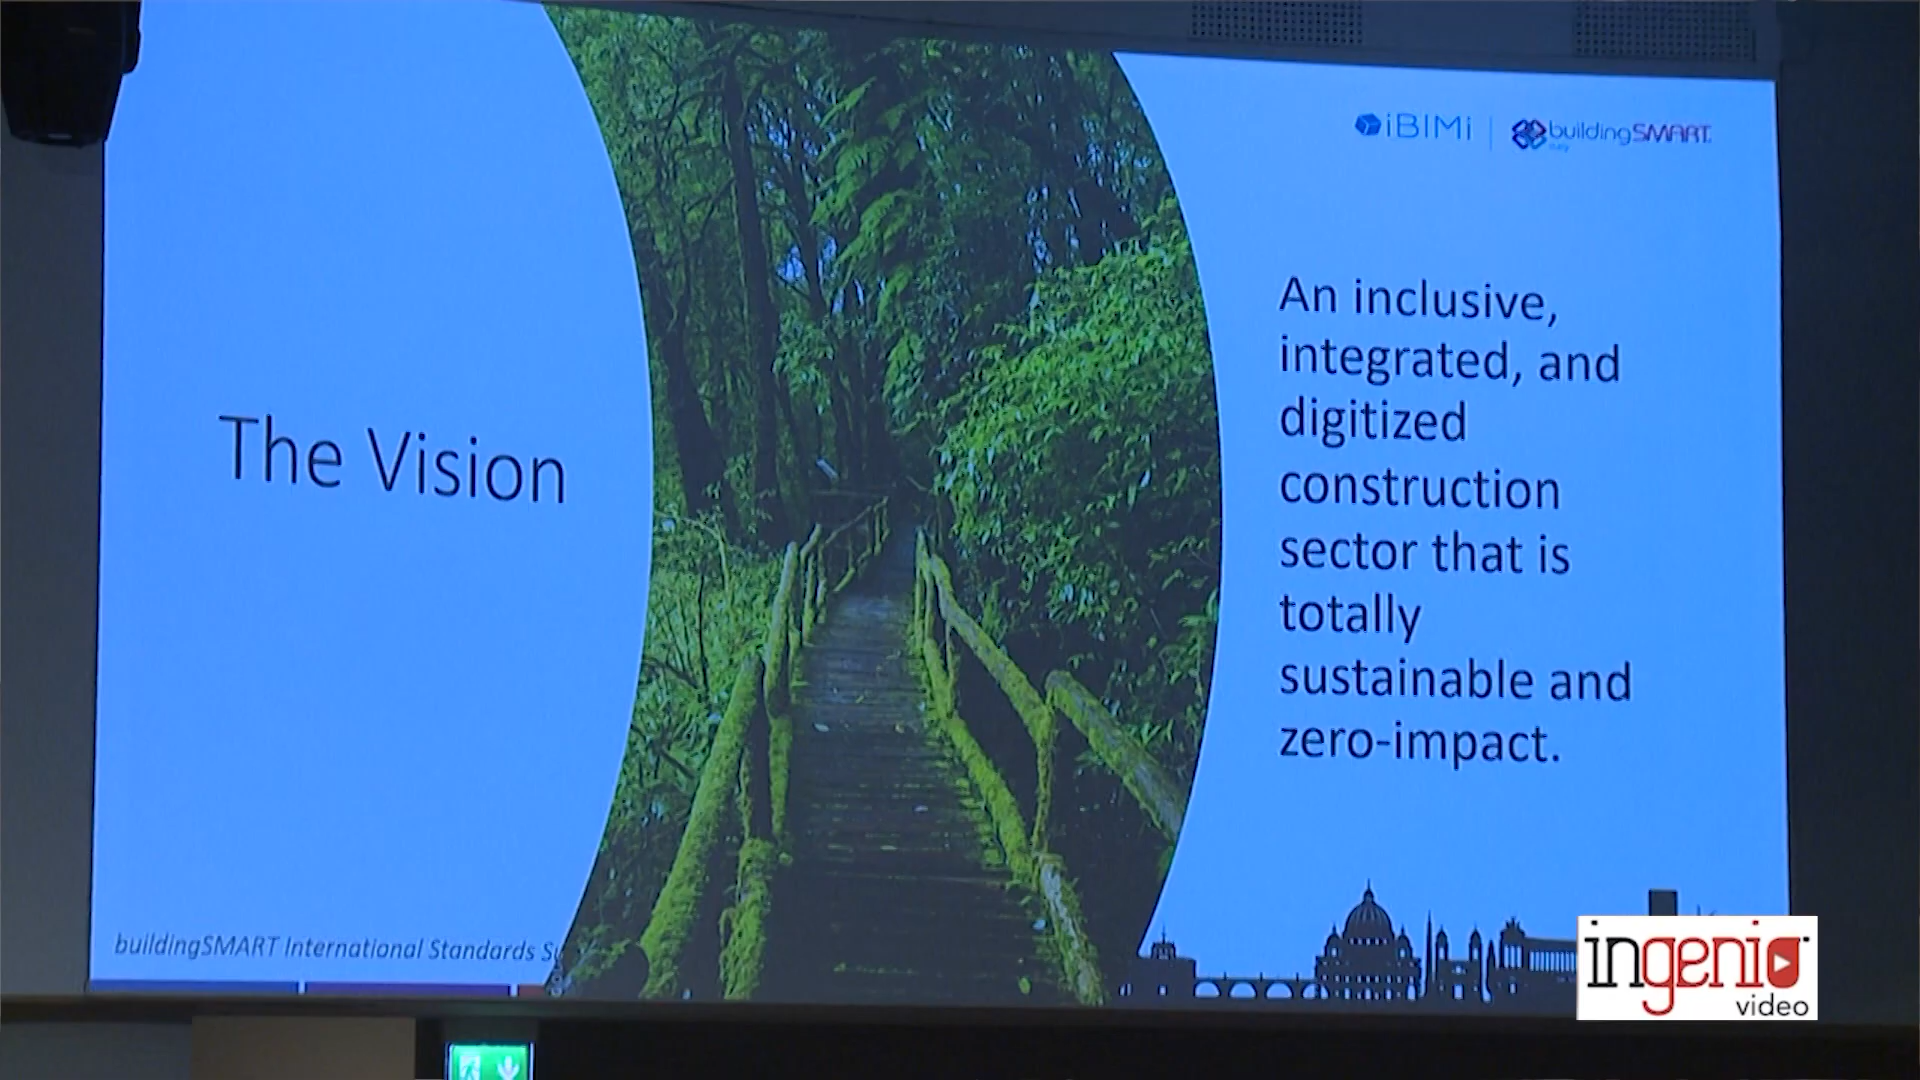 iBIMi
buildingSMART
Italy
The Vision
An inclusive,
integrated, and
digitized
construction
sector that is
totally
sustainable and
zero-impact.
buildingSMART International Standards
ingenio
video